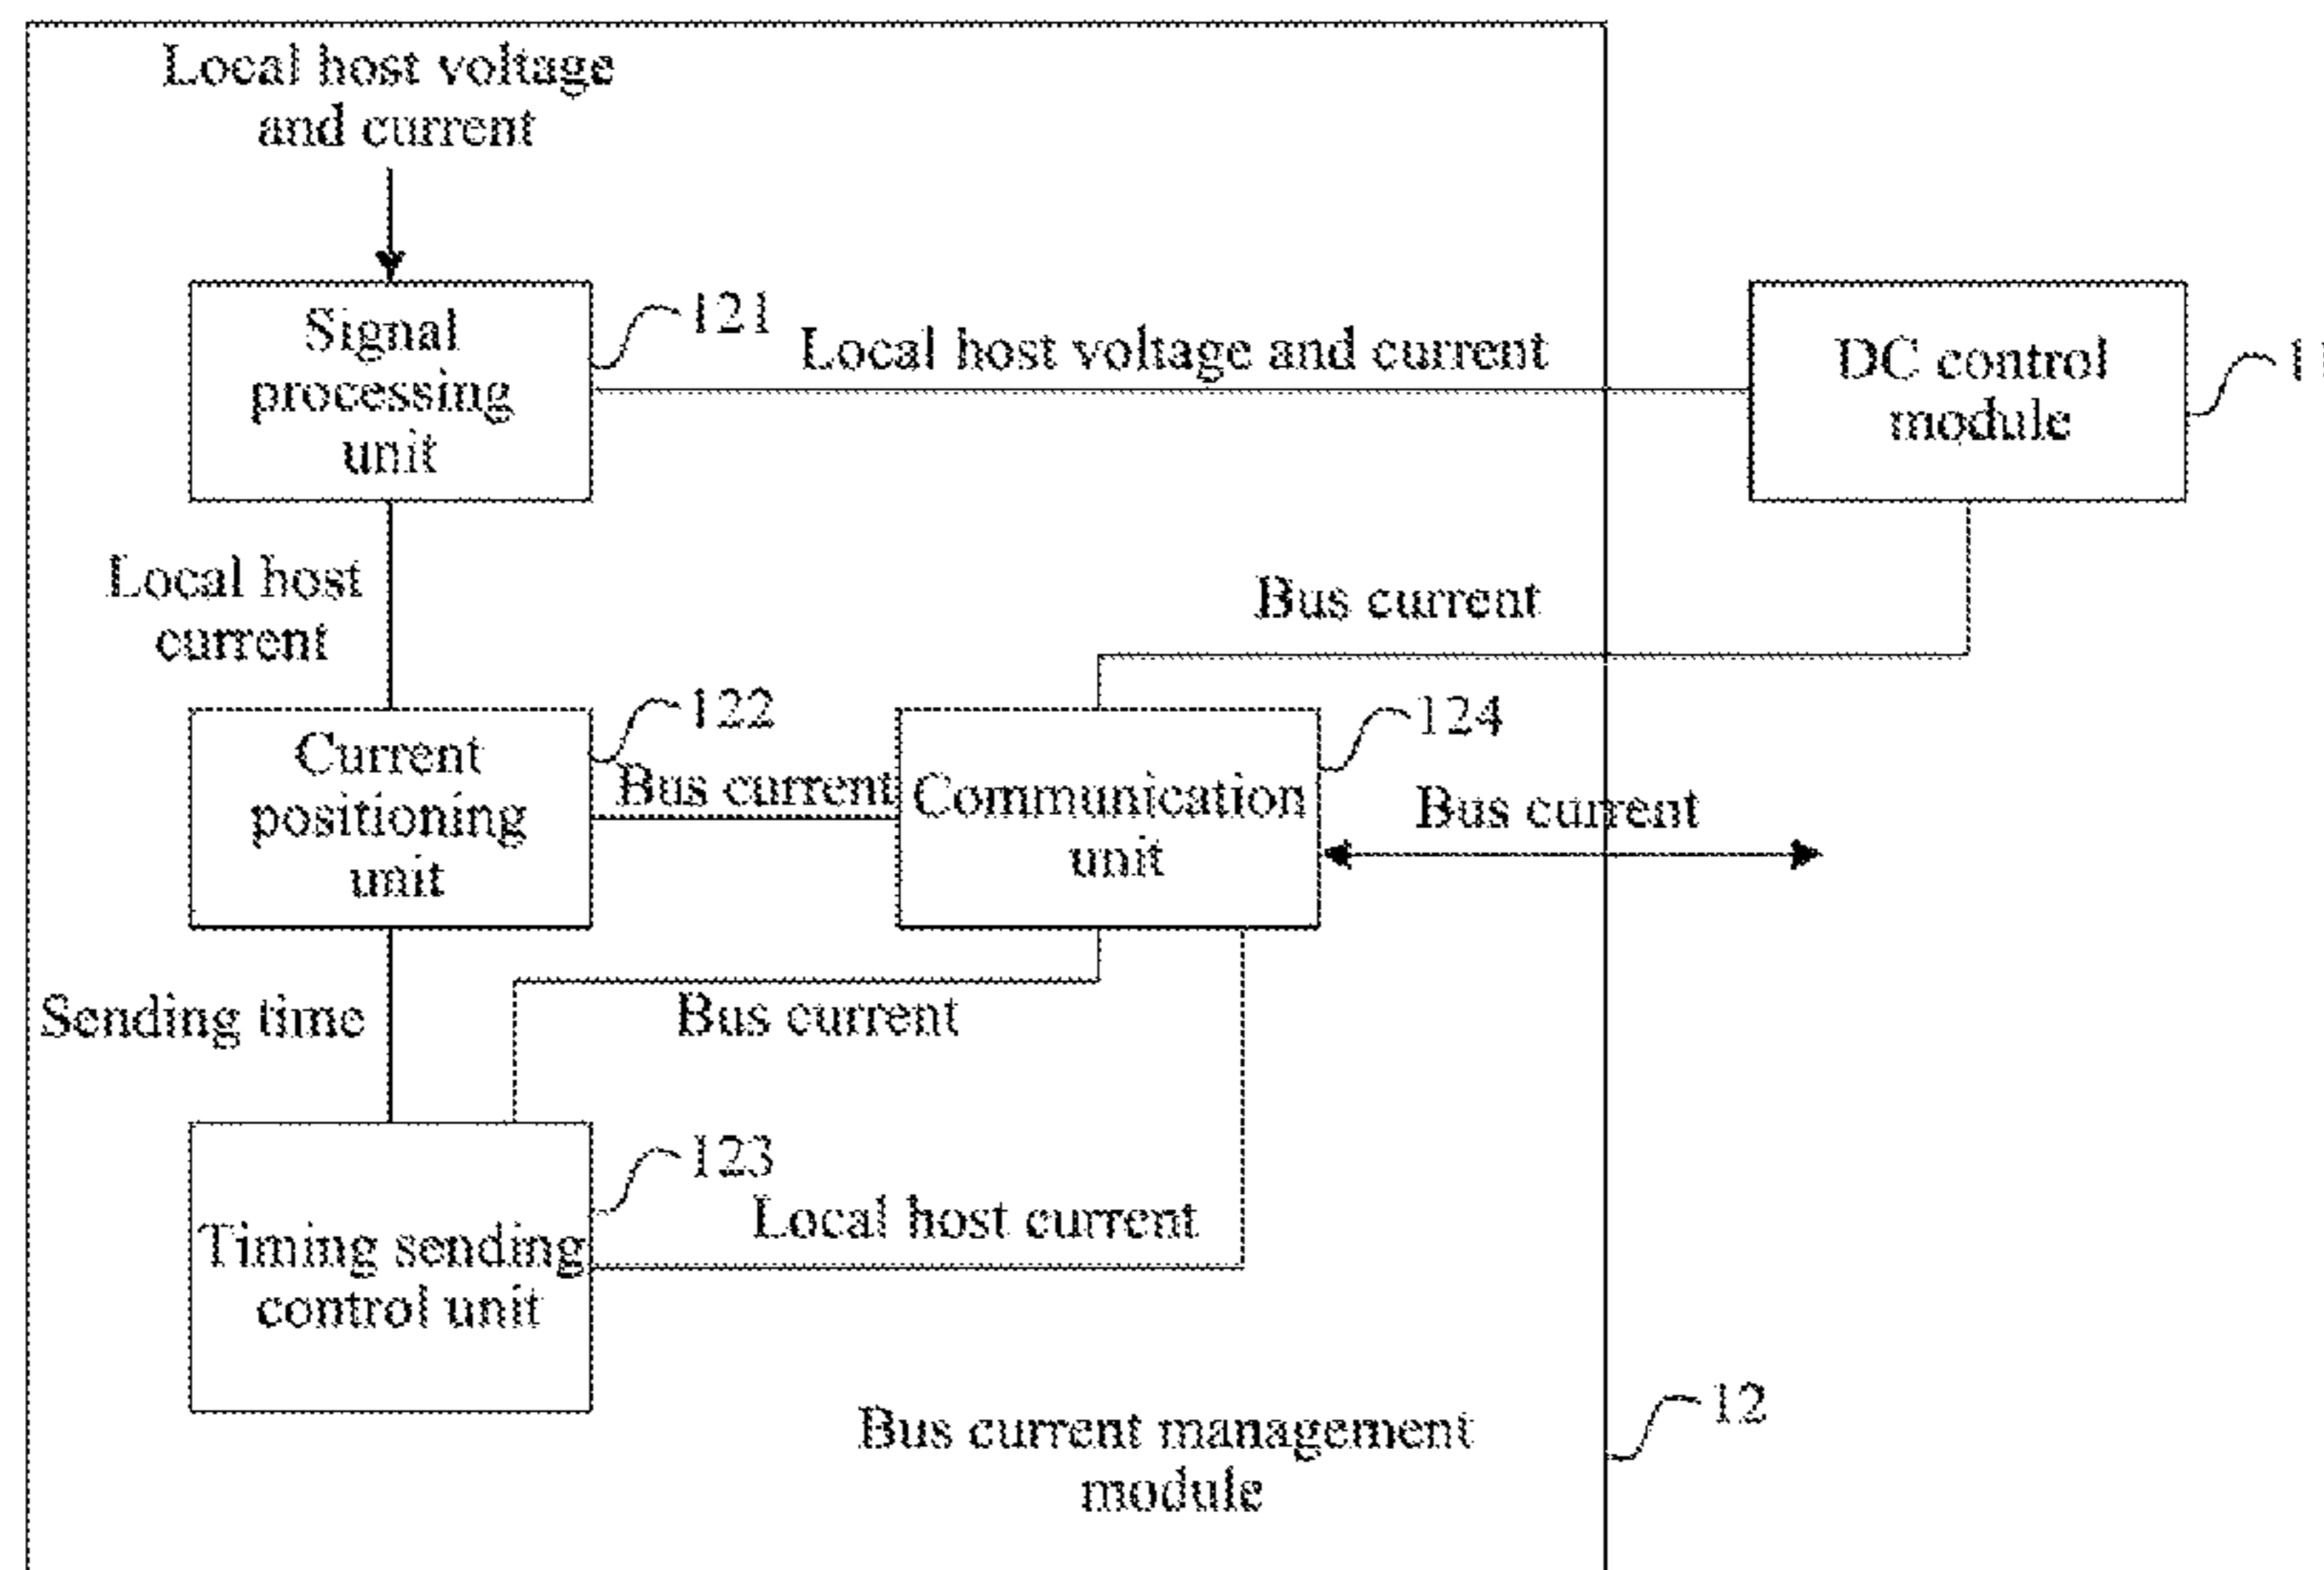 Local host voltage
and current
Signal
processing
unit
121
Local host voltage and current
DC control
module
11
Local host
current
Bus current
Current
positioning
unit
122
Bus current
Communication
unit
124
Bus current
Sending time
Bus current
Timing sending
control unit
123
Local host current
Bus current management
module
12